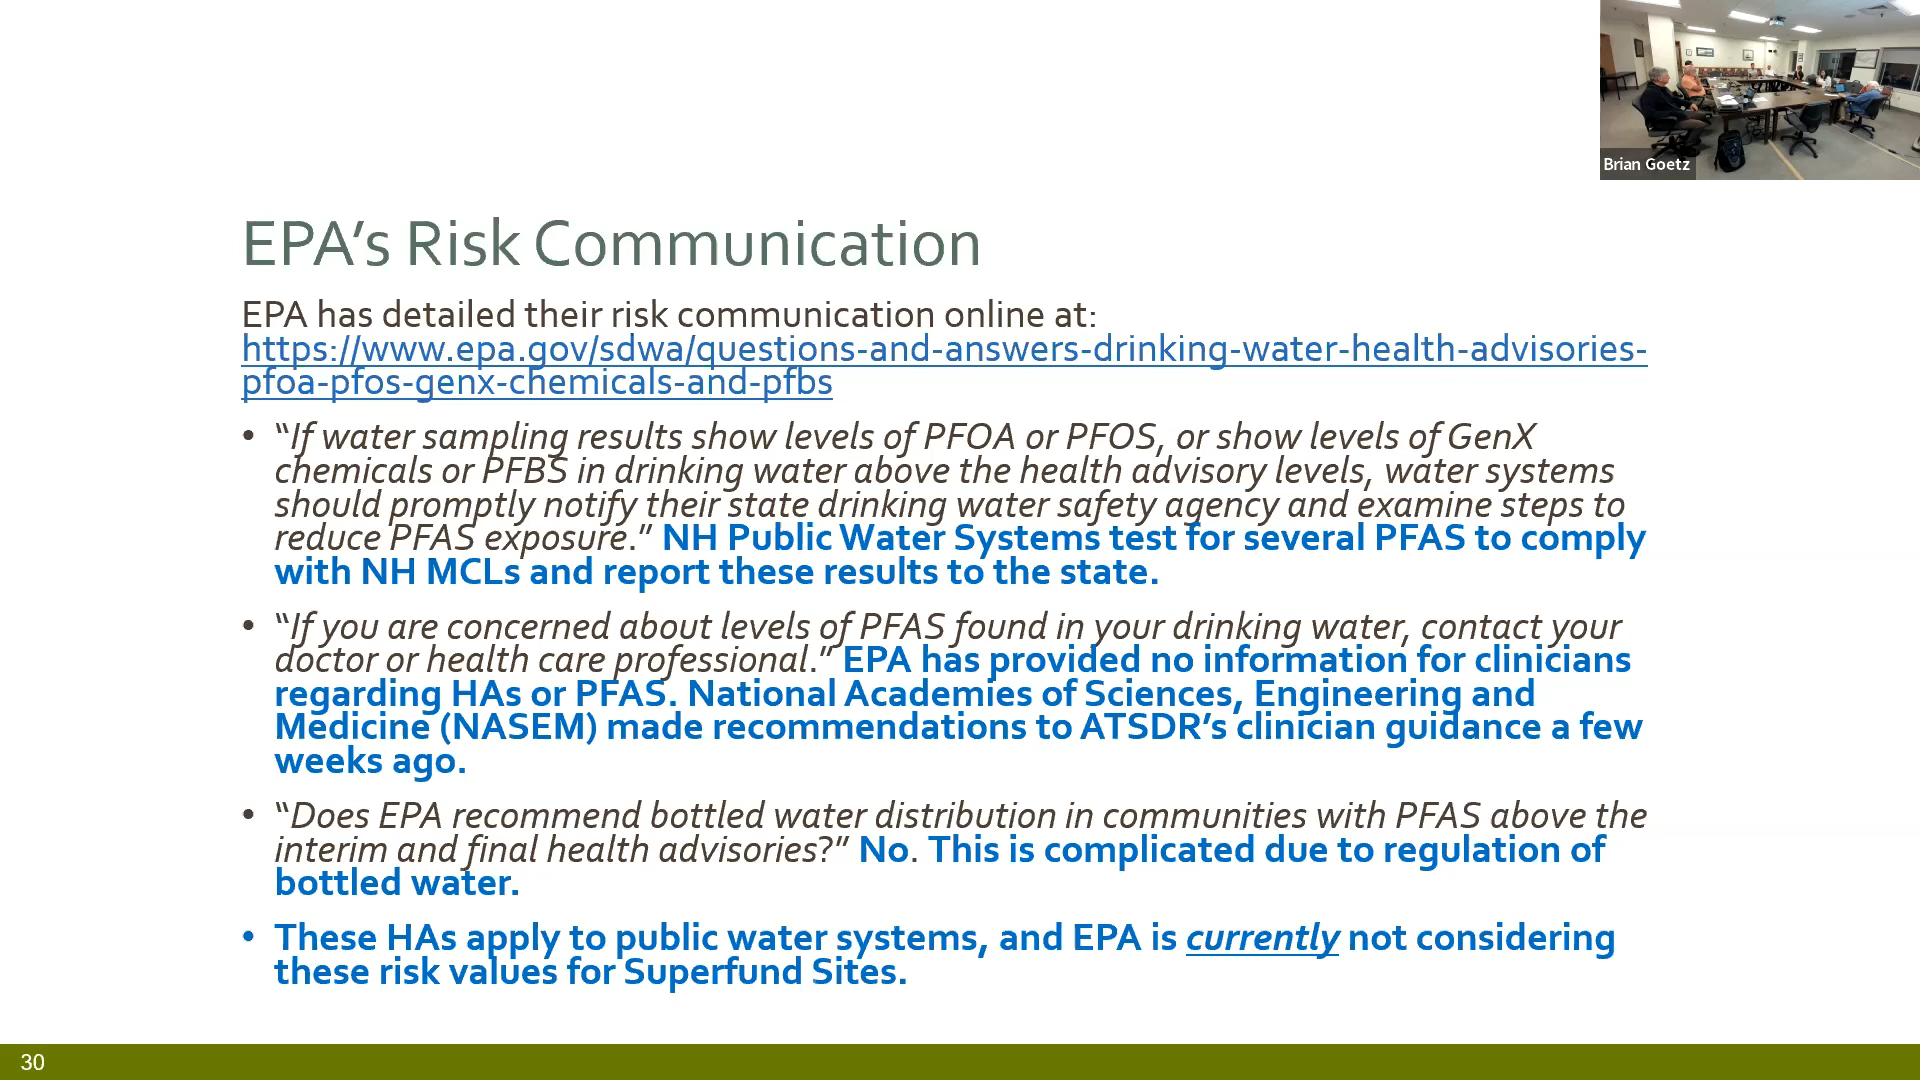 Brian Goetz
EPA’s Risk Communication
EPA has detailed their risk communication online at:
https://www.epa.gov/sdwa/questions-and-answers-drinking-water-health-advisories-
pfoa-pfos-genx-chemicals-and-pfbs
• “If water sampling results show levels of PFOA or PFOS, or show levels of GenX
chemicals or PFBS in drinking water above the health advisory levels, water systems
should promptly notify their state drinking water safety agency and examine steps to
reduce PFAS exposure.” NH Public Water Systems test for several PFAS to comply
with NH MCLs and report these results to the state.
• “If you are concerned about levels of PFAS found in your drinking water, contact your
doctor or health care professional.” EPA has provided no information for clinicians
regarding HAs or PFAS. National Academies of Sciences, Engineering and
Medicine (NASEM) made recommendations to ATSDR’s clinician guidance a few
weeks ago.
• “Does EPA recommend bottled water distribution in communities with PFAS above the
interim and final health advisories?” No. This is complicated due to regulation of
bottled water.
• These HAs apply to public water systems, and EPA is currently not considering
these risk values for Superfund Sites.
30